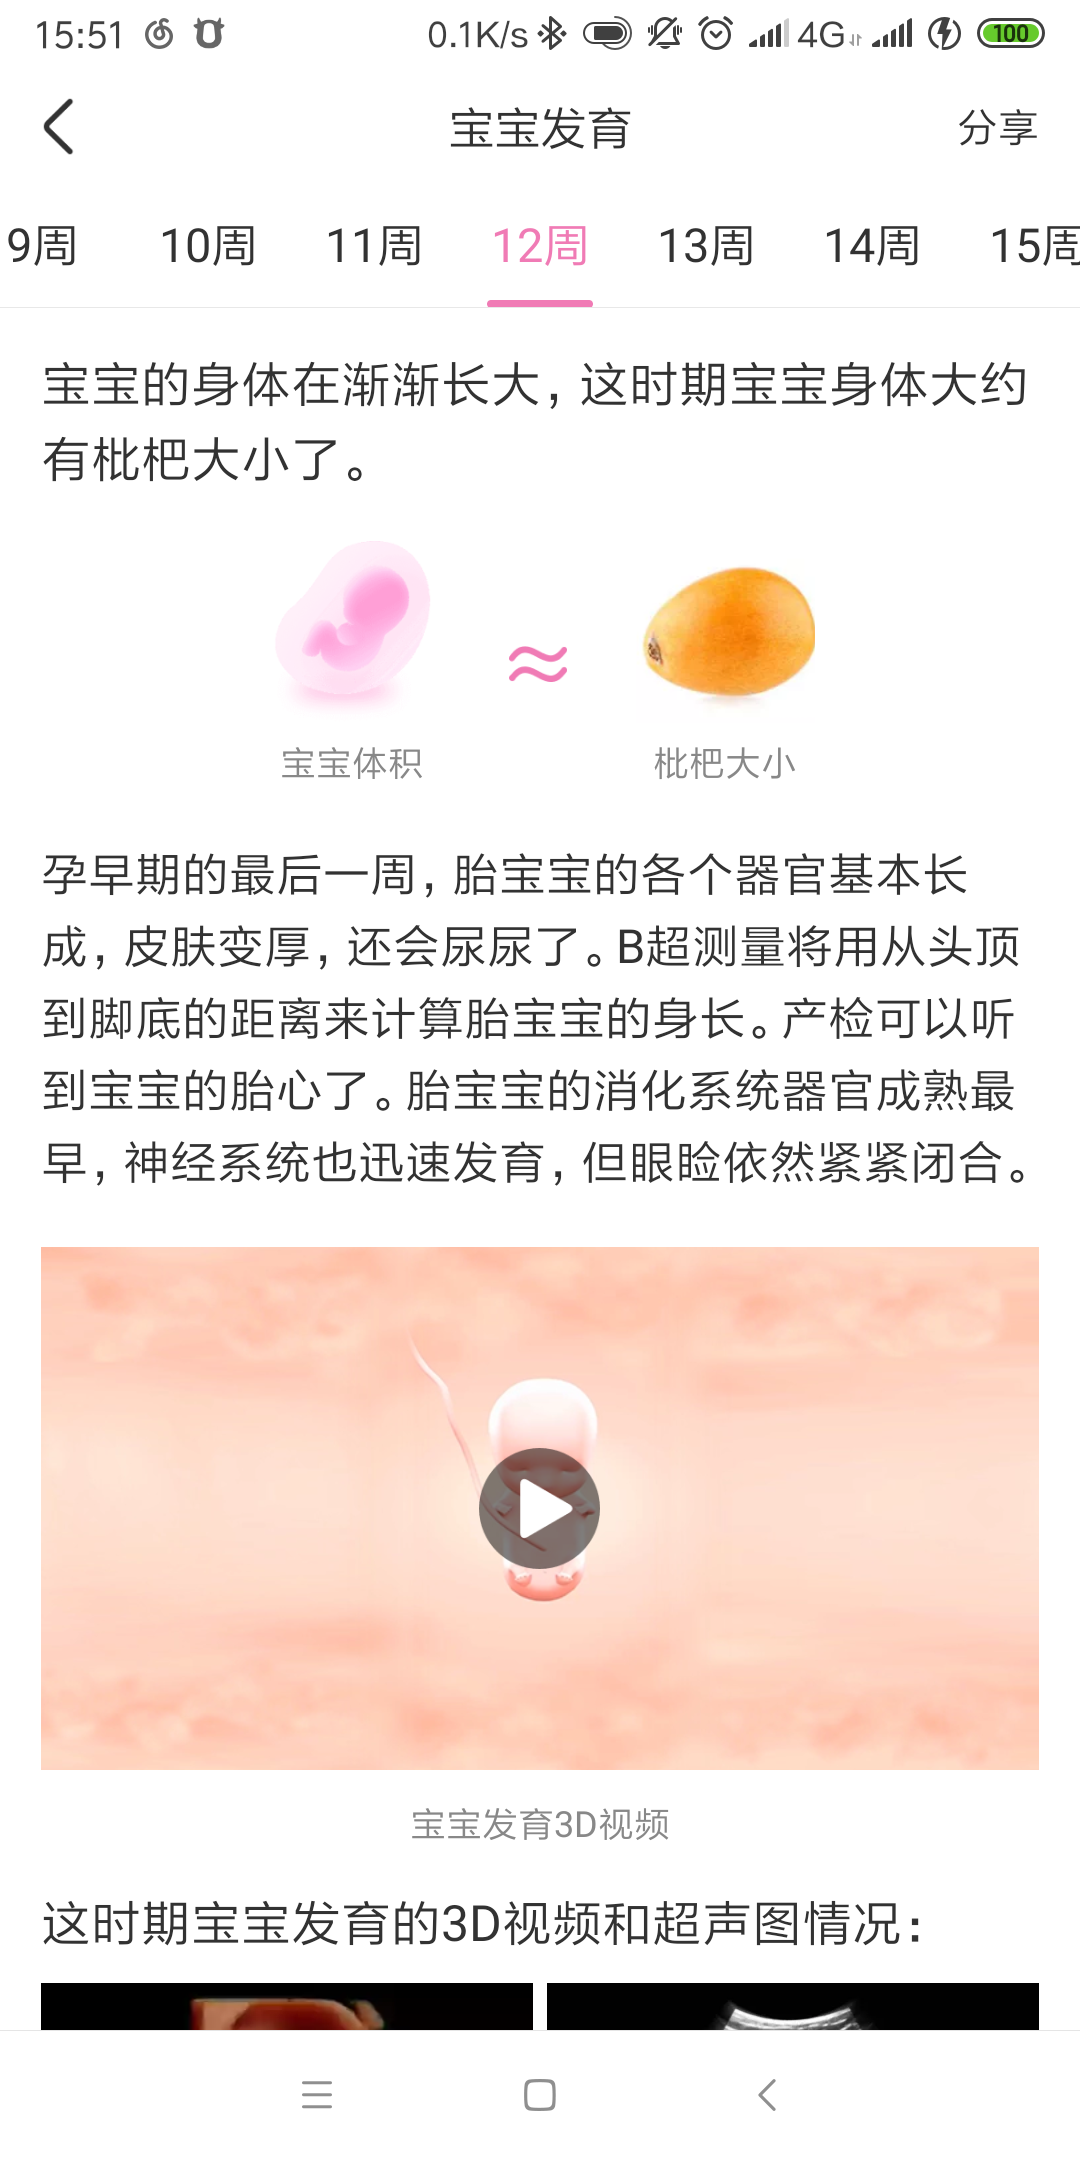 15:51
0.1K/s
4G
100
宝宝发育
分享
9周 10周 11周 12周 13周 14周 15周
宝宝的身体在渐渐长大，这时期宝宝身体大约
有枇杷大小了。
≈
宝宝体积
枇杷大小
孕早期的最后一周，胎宝宝的各个器官基本长
成，皮肤变厚，还会尿尿了。B超测量将用从头顶
到脚底的距离来计算胎宝宝的身长。产检可以听
到宝宝的胎心了。胎宝宝的消化系统器官成熟最
早，神经系统也迅速发育，但眼睑依然紧紧闭合。
宝宝发育3D视频
这时期宝宝发育的3D视频和超声图情况：